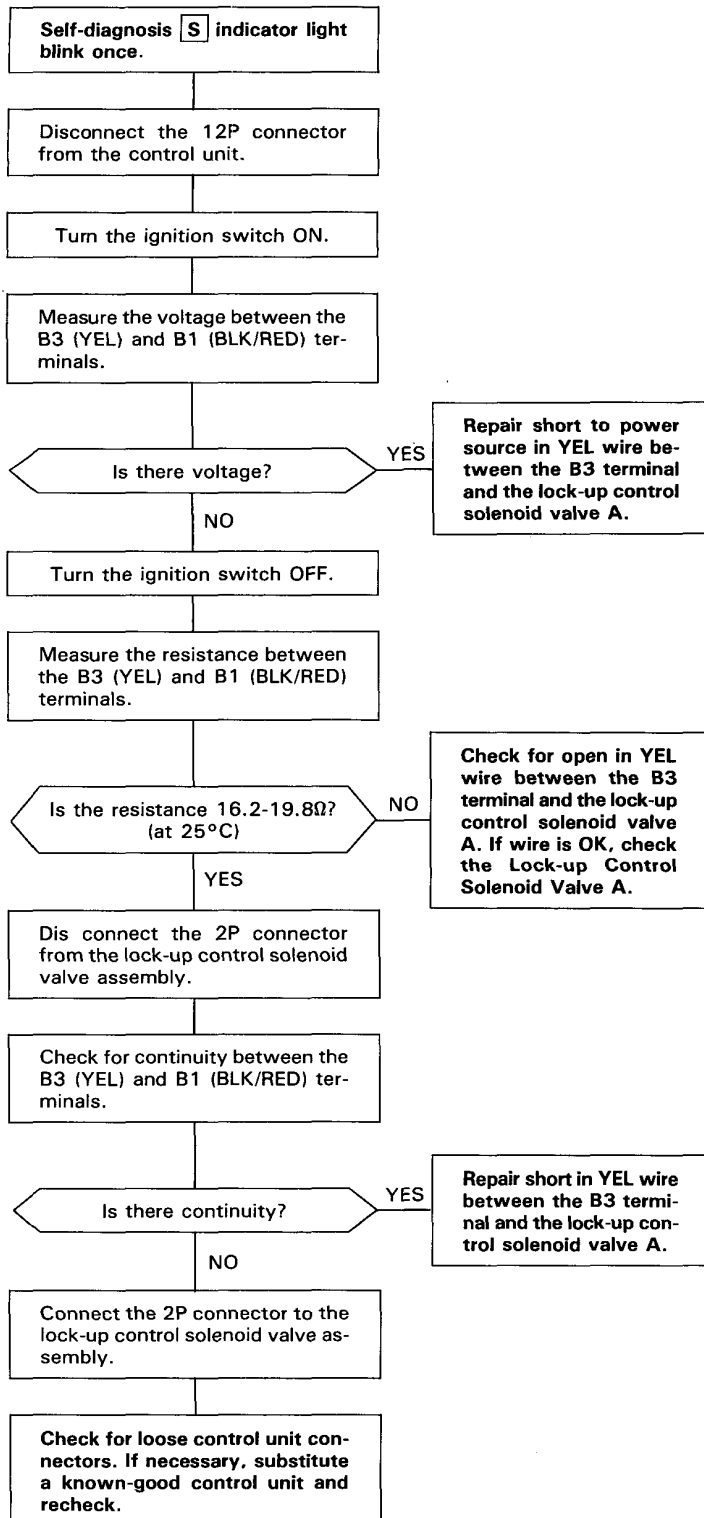 Self-diagnosis S indicator light
blink once.
Disconnect the 12P connector
from the control unit.
Turn the ignition switch ON.
Measure the voltage between the
B3 (YEL) and B1 (BLK/RED) ter-
minals.
Is there voltage?
YES
Repair short to power
source in YEL wire be-
tween the B3 terminal
and the lock-up control
solenoid valve A.
NO
Turn the ignition switch OFF.
Measure the resistance between
the B3 (YEL) and B1 (BLK/RED)
terminals.
Is the resistance 16.2-19.8Ω?
(at 25°C)
NO
Check for open in YEL
wire between the B3
terminal and the lock-up
control solenoid valve
A. If wire is OK, check
the Lock-up Control
Solenoid Valve A.
YES
Dis connect the 2P connector
from the lock-up control solenoid
valve assembly.
Check for continuity between the
B3 (YEL) and B1 (BLK/RED) ter-
minals.
Is there continuity?
YES
Repair short in YEL wire
between the B3 termi-
nal and the lock-up con-
trol solenoid valve A.
NO
Connect the 2P connector to the
lock-up control solenoid valve as-
sembly.
Check for loose control unit con-
nectors. If necessary, substitute
a known-good control unit and
recheck.